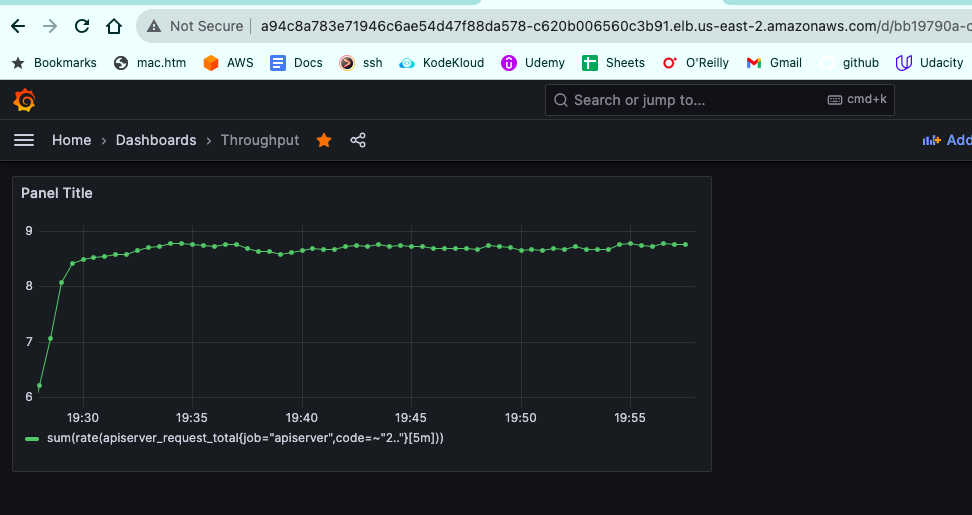 Not Secure a94c8a783e71946c6ae54d47f88da578-c620b006560c3b91.elb.us-east-2.amazonaws.com/d/bb19790a-c
Bookmarks mac.htm AWS Docs ssh KodeKloud Udemy Sheets O'Reilly Gmail github Udacity
Search or jump to... cmd+k
Home › Dashboards › Throughput Add
Panel Title
9
8
7
6
19:30 19:35 19:40 19:45 19:50 19:55
sum(rate(apiserver_request_total{job="apiserver",code=~"2.."}[5m]))